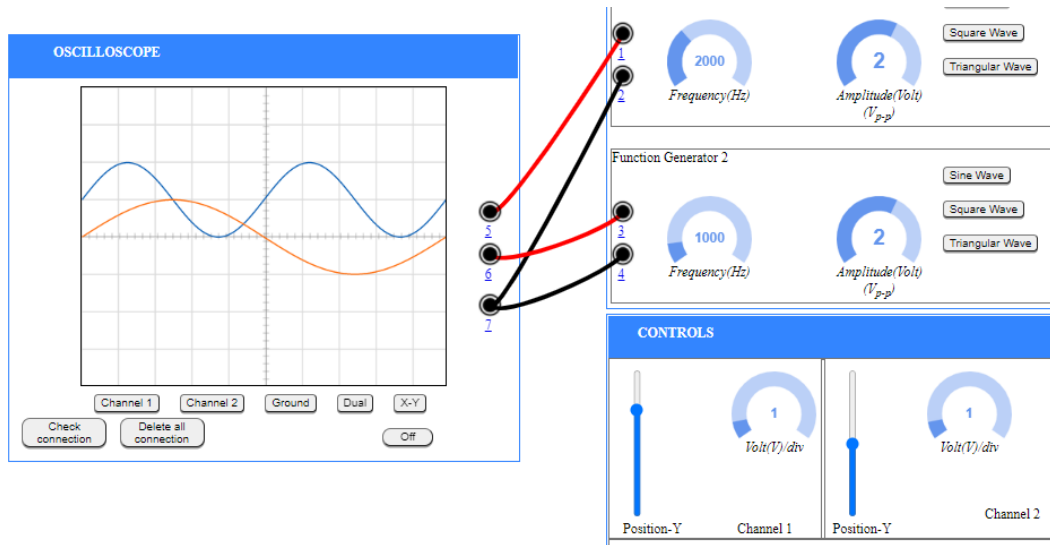 OSCILLOSCOPE
Channel 1
Channel 2
Ground
Dual
X-Y
Check
connection
Delete all
connection
Off
5
6
7
1
2
2000
Frequency(Hz)
2
Amplitude(Volt)
(Vp-p)
Square Wave
Triangular Wave
Function Generator 2
3
4
1000
Frequency(Hz)
2
Amplitude(Volt)
(Vp-p)
Sine Wave
Square Wave
Triangular Wave
CONTROLS
1
Volt(V)/div
Position-Y
Channel 1
1
Volt(V)/div
Position-Y
Channel 2